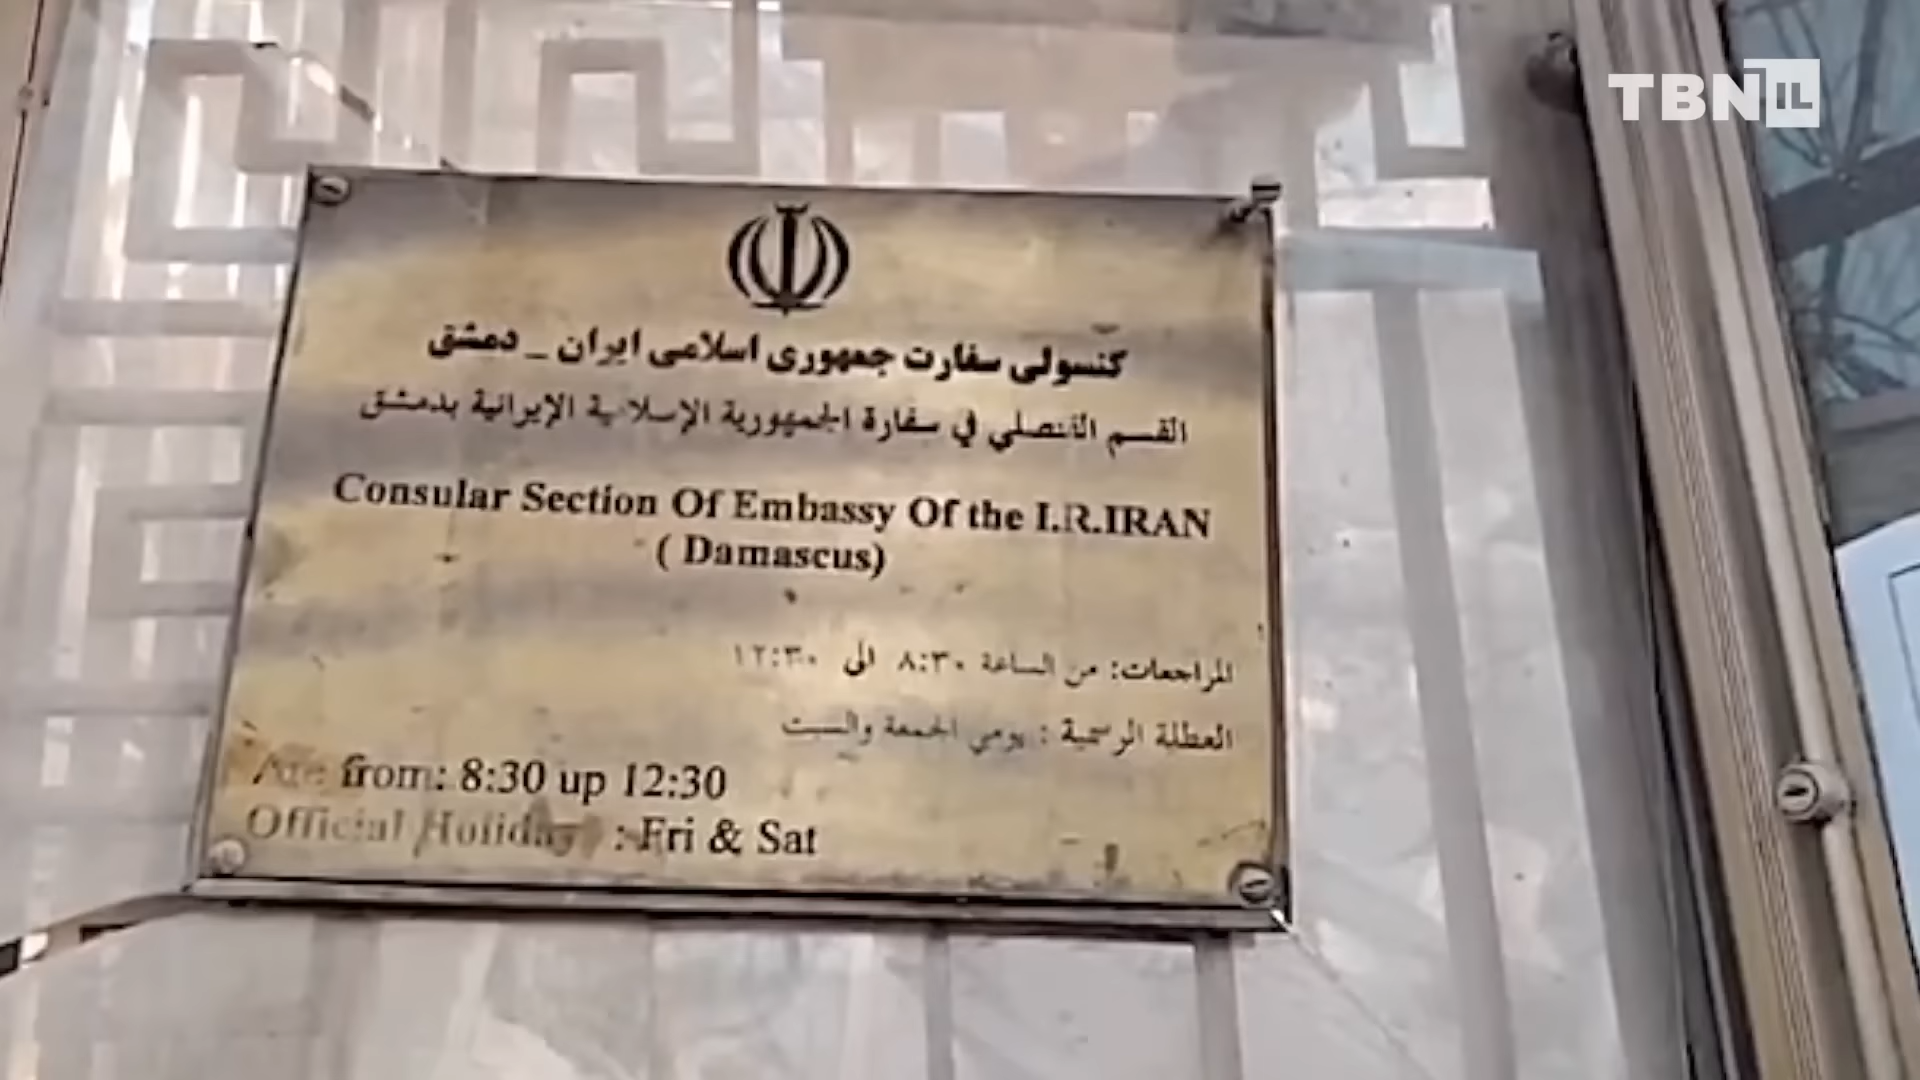 TBN IL
کنسولی سفارت جمهوری اسلامی ایران _ دمشق
القسم القنصلي في سفارة الجمهورية الإسلامية الإيرانية بدمشق
Consular Section Of Embassy Of the I.R.IRAN
( Damascus)
المراجعات: من الساعة ٨:٣٠ الى ١٢:٣٠
العطلة الرسمية : يومي الجمعة والسبت
from: 8:30 up 12:30
Official Holiday : Fri & Sat